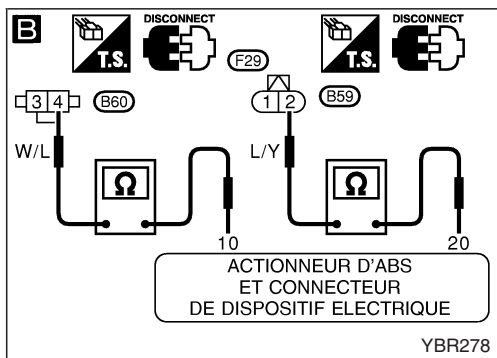 B
T.S.
DISCONNECT
F29
T.S.
DISCONNECT
3 4
B60
1 2
B59
W/L
Ω
L/Y
Ω
10
20
ACTIONNEUR D'ABS
ET CONNECTEUR
DE DISPOSITIF ELECTRIQUE
YBR278